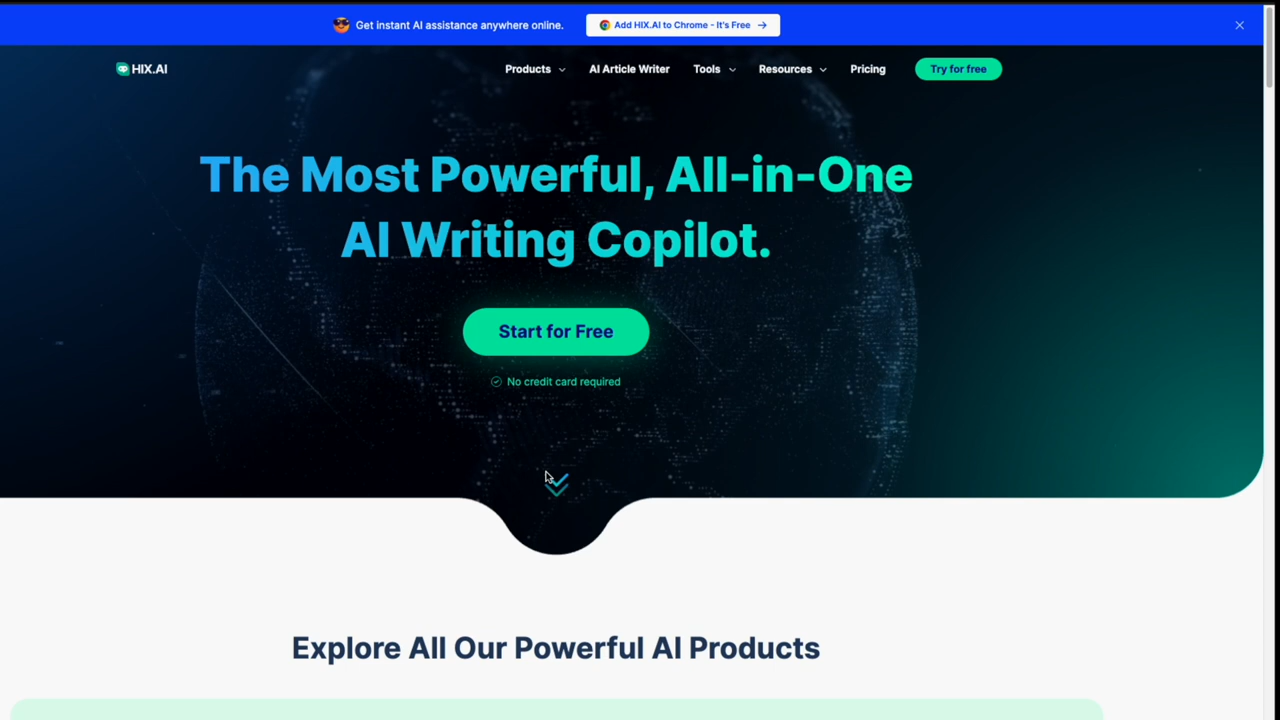 Get instant AI assistance anywhere online.
Add HIX.AI to Chrome - It's Free
HIX.AI
Products
AI Article Writer
Tools
Resources
Pricing
Try for free
The Most Powerful, All-in-One
AI Writing Copilot.
Start for Free
No credit card required
Explore All Our Powerful AI Products